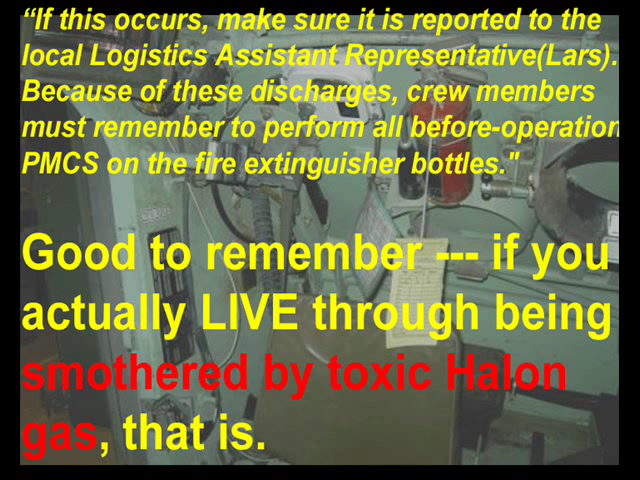 “If this occurs, make sure it is reported to the
local Logistics Assistant Representative(Lars).
Because of these discharges, crew members
must remember to perform all before-operation
PMCS on the fire extinguisher bottles."
Good to remember --- if you
actually LIVE through being
smothered by toxic Halon
gas, that is.